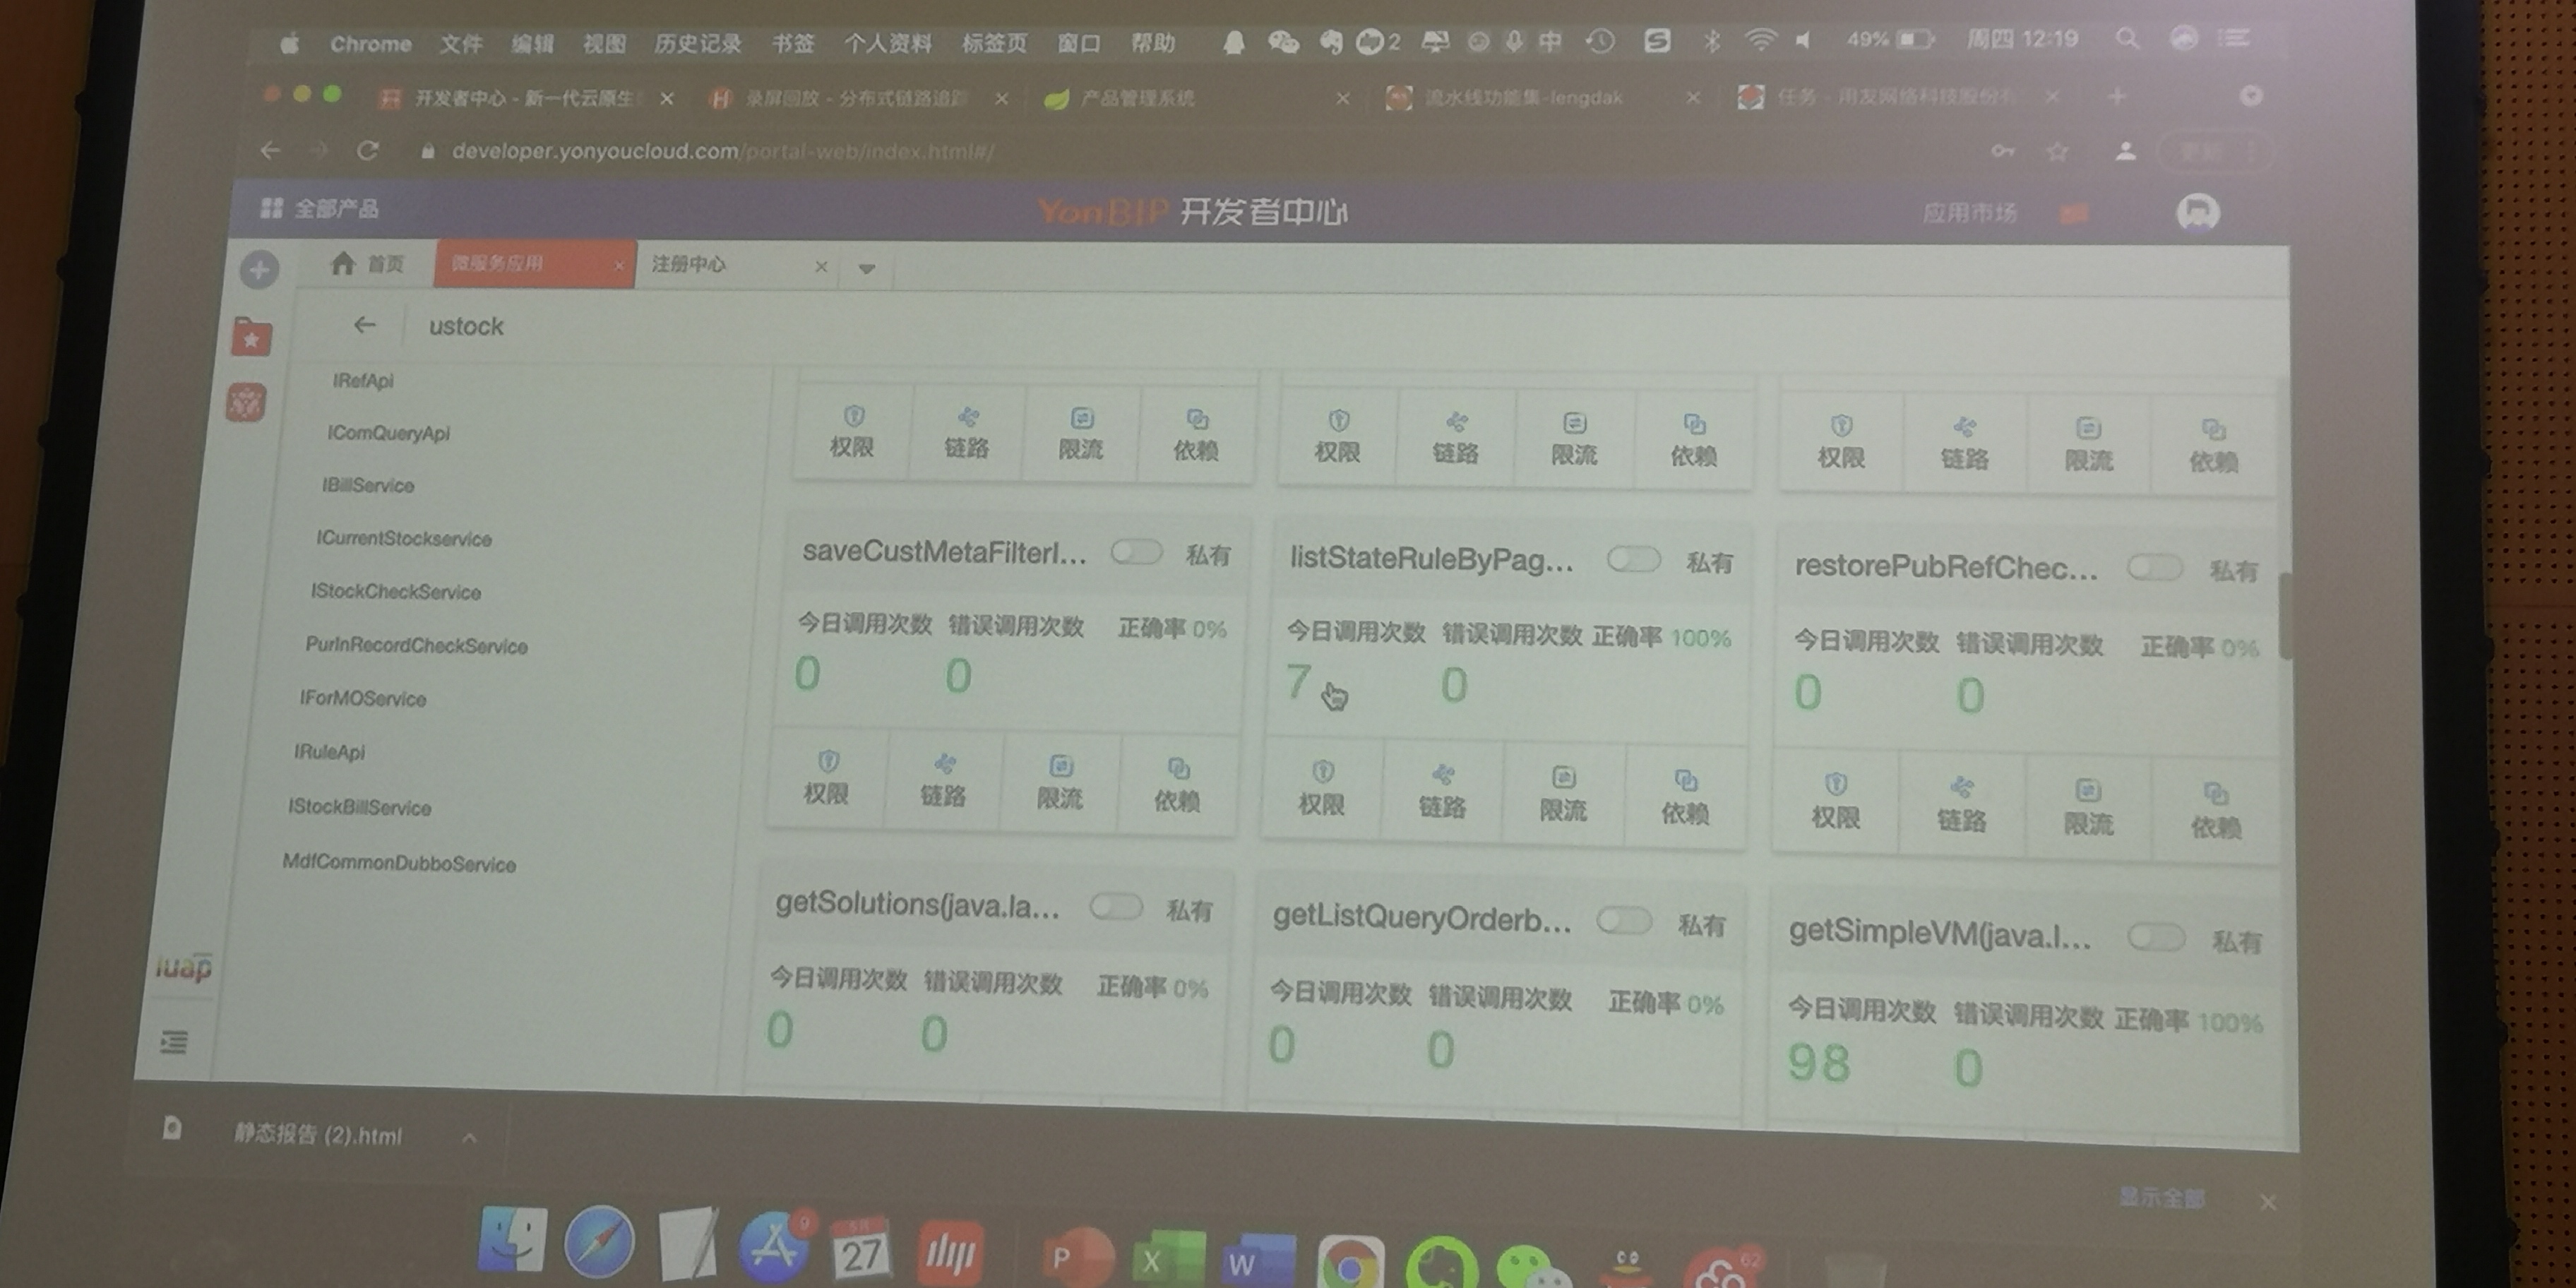 Chrome 文件 编辑 视图 历史记录 书签 个人资料 标签页 窗口 帮助 2 中 49% 周四 12:19
开发者中心 - 新一代云原生 录屏回放 - 分布式链路追踪 产品管理系统 流水线功能集-lengdak 任务 - 用友网络科技股份有
developer.yonyoucloud.com/portal-web/index.html#/ 更新
全部产品 YonBIP 开发者中心 应用市场
首页 微服务应用 注册中心
ustock
IRefApi
IComQueryApi
IBillService
ICurrentStockservice
IStockCheckService
PurInRecordCheckService
IForMOService
IRuleApi
IStockBillService
MdfCommonDubboService
权限 链路 限流 依赖 权限 链路 限流 依赖 权限 链路 限流 依赖
saveCustMetaFilterI... 私有 listStateRuleByPag... 私有 restorePubRefChec... 私有
今日调用次数 错误调用次数 正确率 0% 今日调用次数 错误调用次数 正确率 100% 今日调用次数 错误调用次数 正确率 0%
0 0 7 0 0 0
权限 链路 限流 依赖 权限 链路 限流 依赖 权限 链路 限流 依赖
getSolutions(java.la... 私有 getListQueryOrderb... 私有 getSimpleVM(java.l... 私有
今日调用次数 错误调用次数 正确率 0% 今日调用次数 错误调用次数 正确率 0% 今日调用次数 错误调用次数 正确率 100%
0 0 0 0 98 0
iuap
静态报告 (2).html
显示全部
9 5月 27 P X W 62